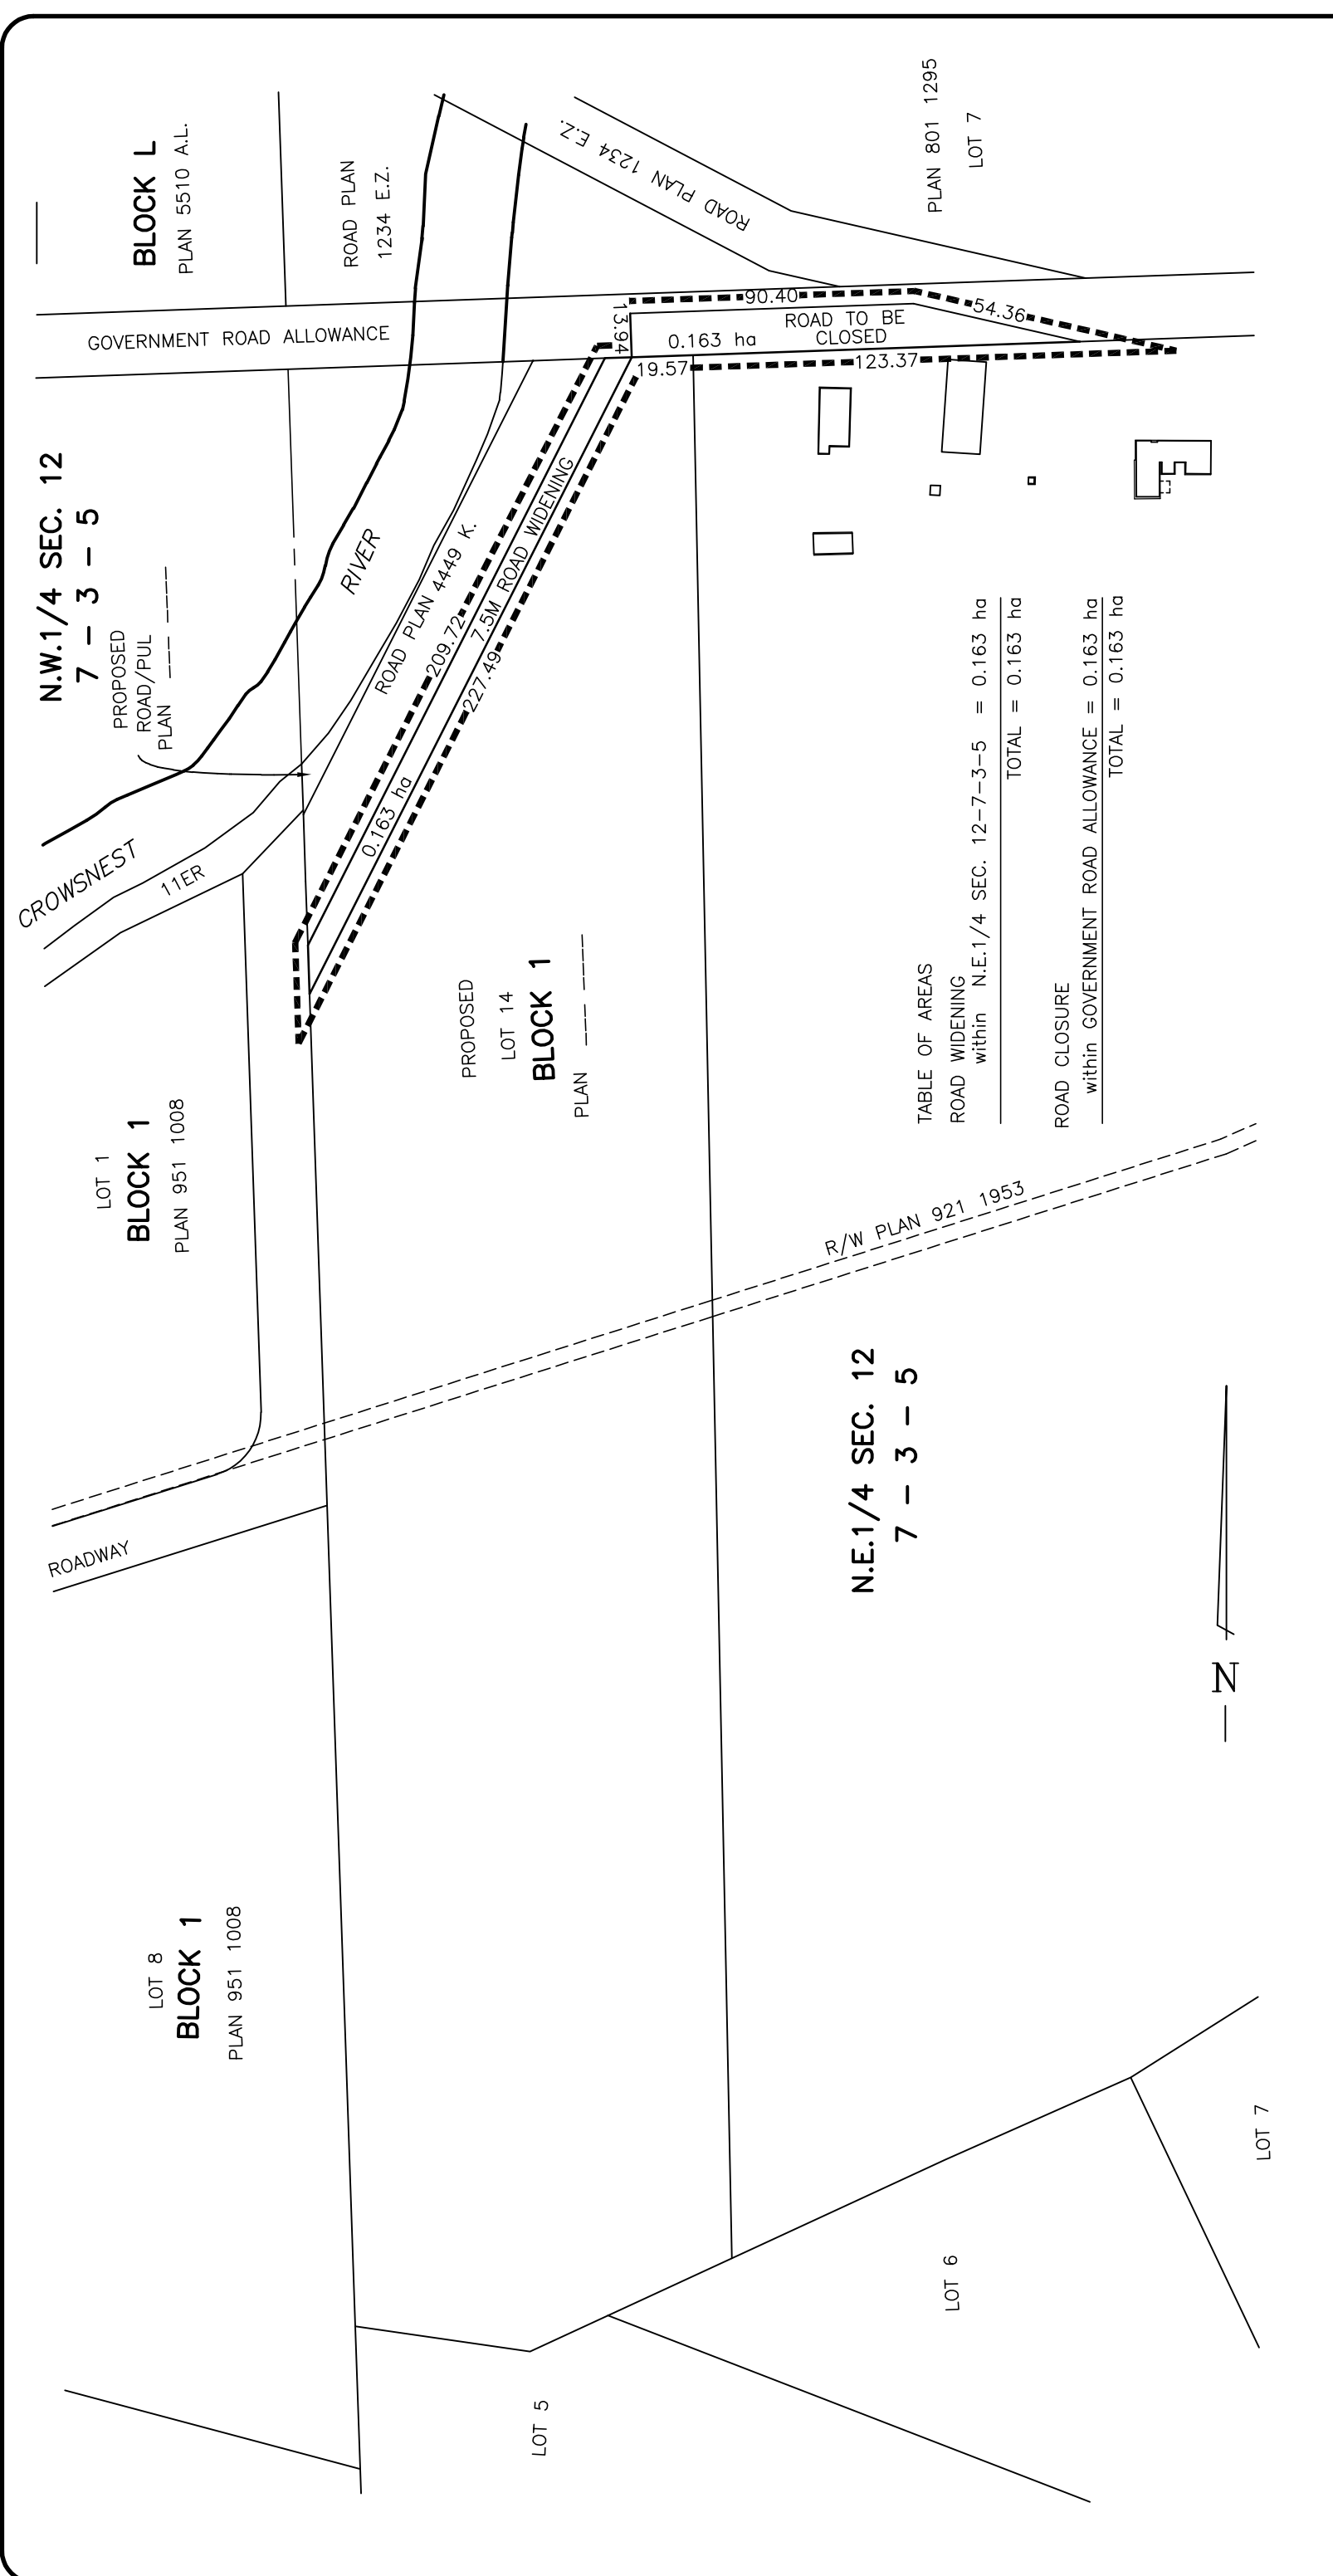 BLOCK L
PLAN 5510 A.L.
ROAD PLAN
1234 E.Z.
ROAD PLAN 1234 E.Z.
PLAN 801 1295
LOT 7
GOVERNMENT ROAD ALLOWANCE
13.94
90.40
54.36
ROAD TO BE
CLOSED
0.163 ha
19.57
123.37
N.W.1/4 SEC. 12
7 – 3 – 5
PROPOSED
ROAD/PUL
PLAN ___ ____
CROWSNEST
RIVER
11ER
ROAD PLAN 4449 K.
209.72
7.5M ROAD WIDENING
227.49
0.163 ha
LOT 1
BLOCK 1
PLAN 951 1008
PROPOSED
LOT 14
BLOCK 1
PLAN ___ ____
TABLE OF AREAS
ROAD WIDENING
within N.E.1/4 SEC. 12–7–3–5 = 0.163 ha
TOTAL = 0.163 ha
ROAD CLOSURE
within GOVERNMENT ROAD ALLOWANCE = 0.163 ha
TOTAL = 0.163 ha
R/W PLAN 921 1953
ROADWAY
N.E.1/4 SEC. 12
7 – 3 – 5
N
LOT 8
BLOCK 1
PLAN 951 1008
LOT 5
LOT 6
LOT 7